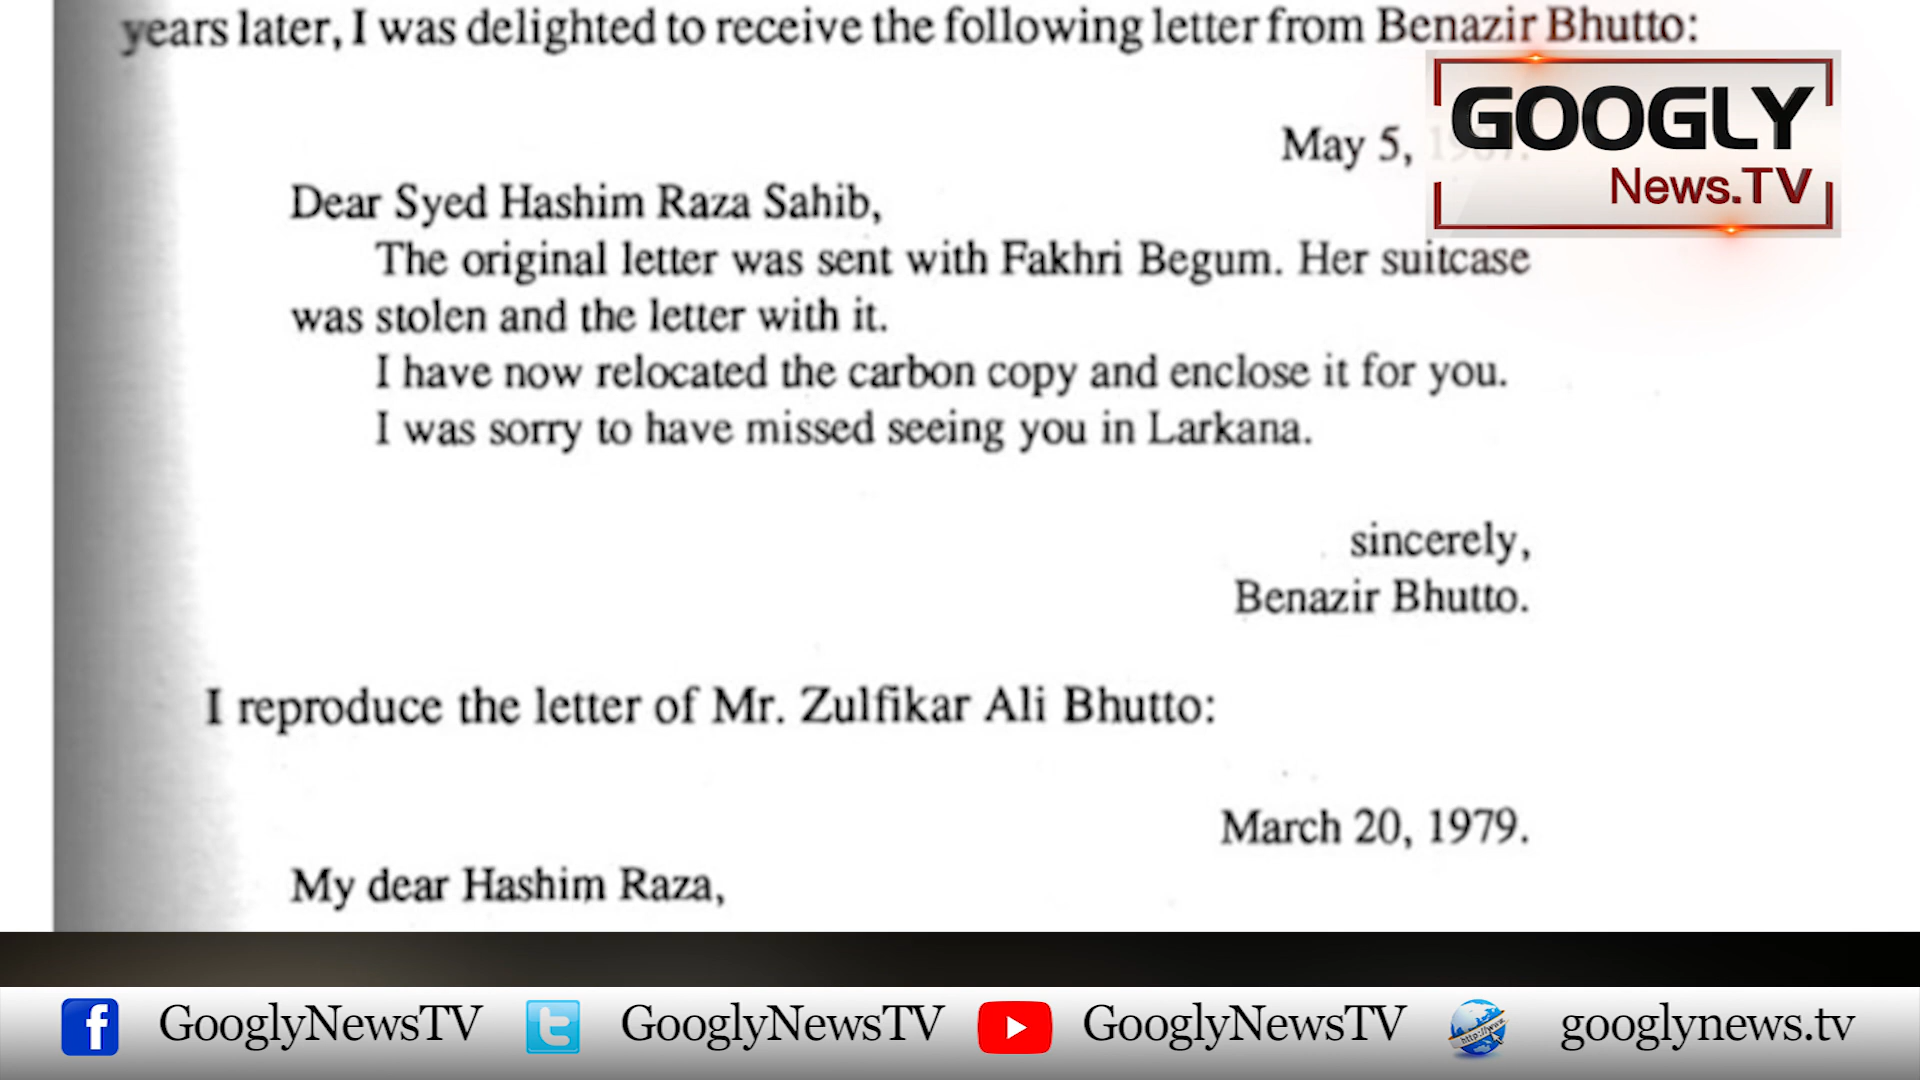 years later, I was delighted to receive the following letter from Benazir Bhutto:
GOOGLY
News.TV
May 5,
Dear Syed Hashim Raza Sahib,
The original letter was sent with Fakhri Begum. Her suitcase
was stolen and the letter with it.
I have now relocated the carbon copy and enclose it for you.
I was sorry to have missed seeing you in Larkana.
sincerely,
Benazir Bhutto.
I reproduce the letter of Mr. Zulfikar Ali Bhutto:
March 20, 1979.
My dear Hashim Raza,
GooglyNewsTV GooglyNewsTV GooglyNewsTV googlynews.tv